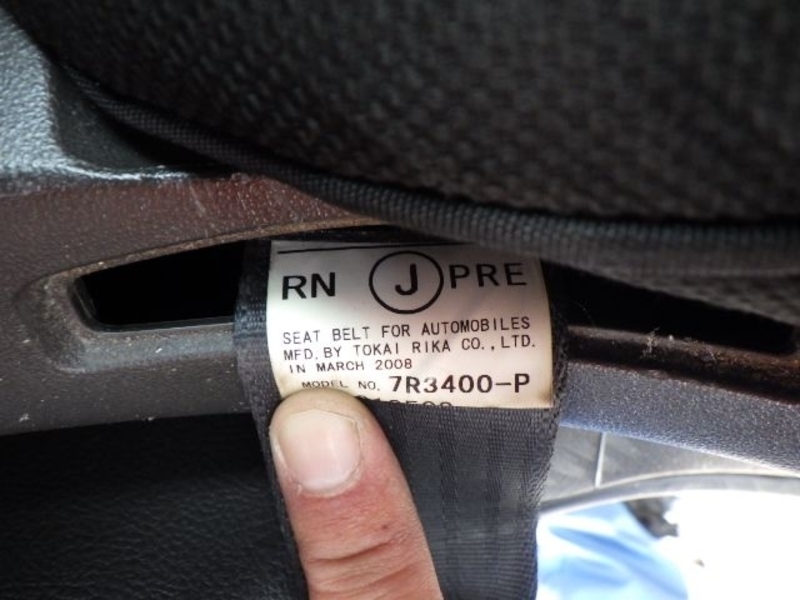 RN J PRE
SEAT BELT FOR AUTOMOBILES
MFD. BY TOKAI RIKA CO., LTD.
IN MARCH 2008
MODEL NO. 7R3400-P